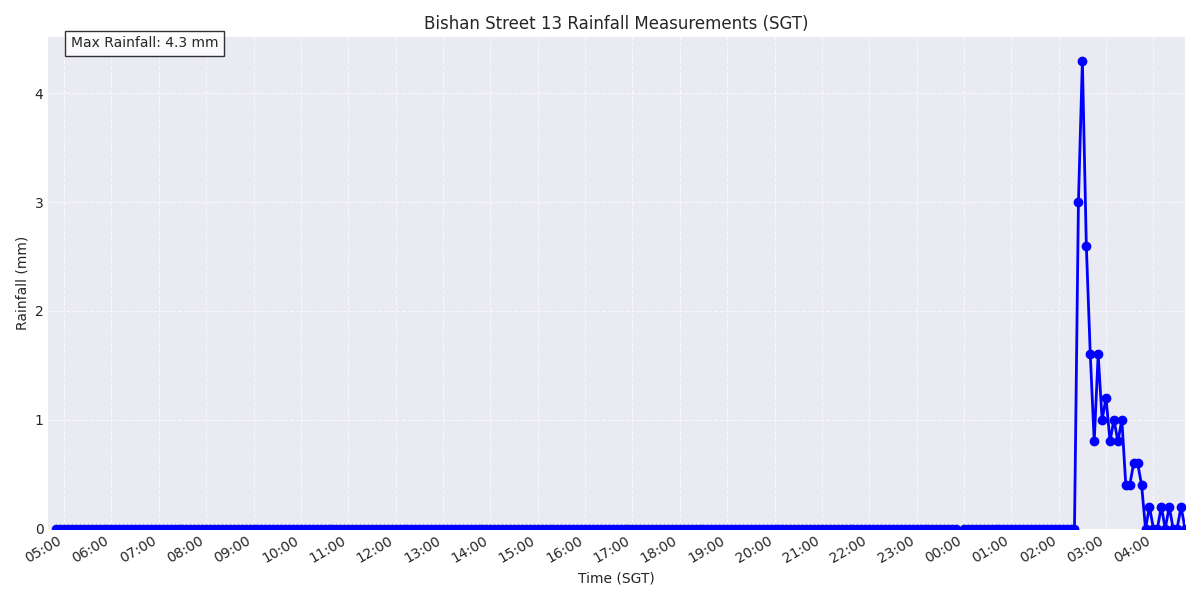 Bishan Street 13 Rainfall Measurements (SGT)
Max Rainfall: 4.3 mm
Rainfall (mm)
4
3
2
1
0
05:00 06:00 07:00 08:00 09:00 10:00 11:00 12:00 13:00 14:00 15:00 16:00 17:00 18:00 19:00 20:00 21:00 22:00 23:00 00:00 01:00 02:00 03:00 04:00
Time (SGT)